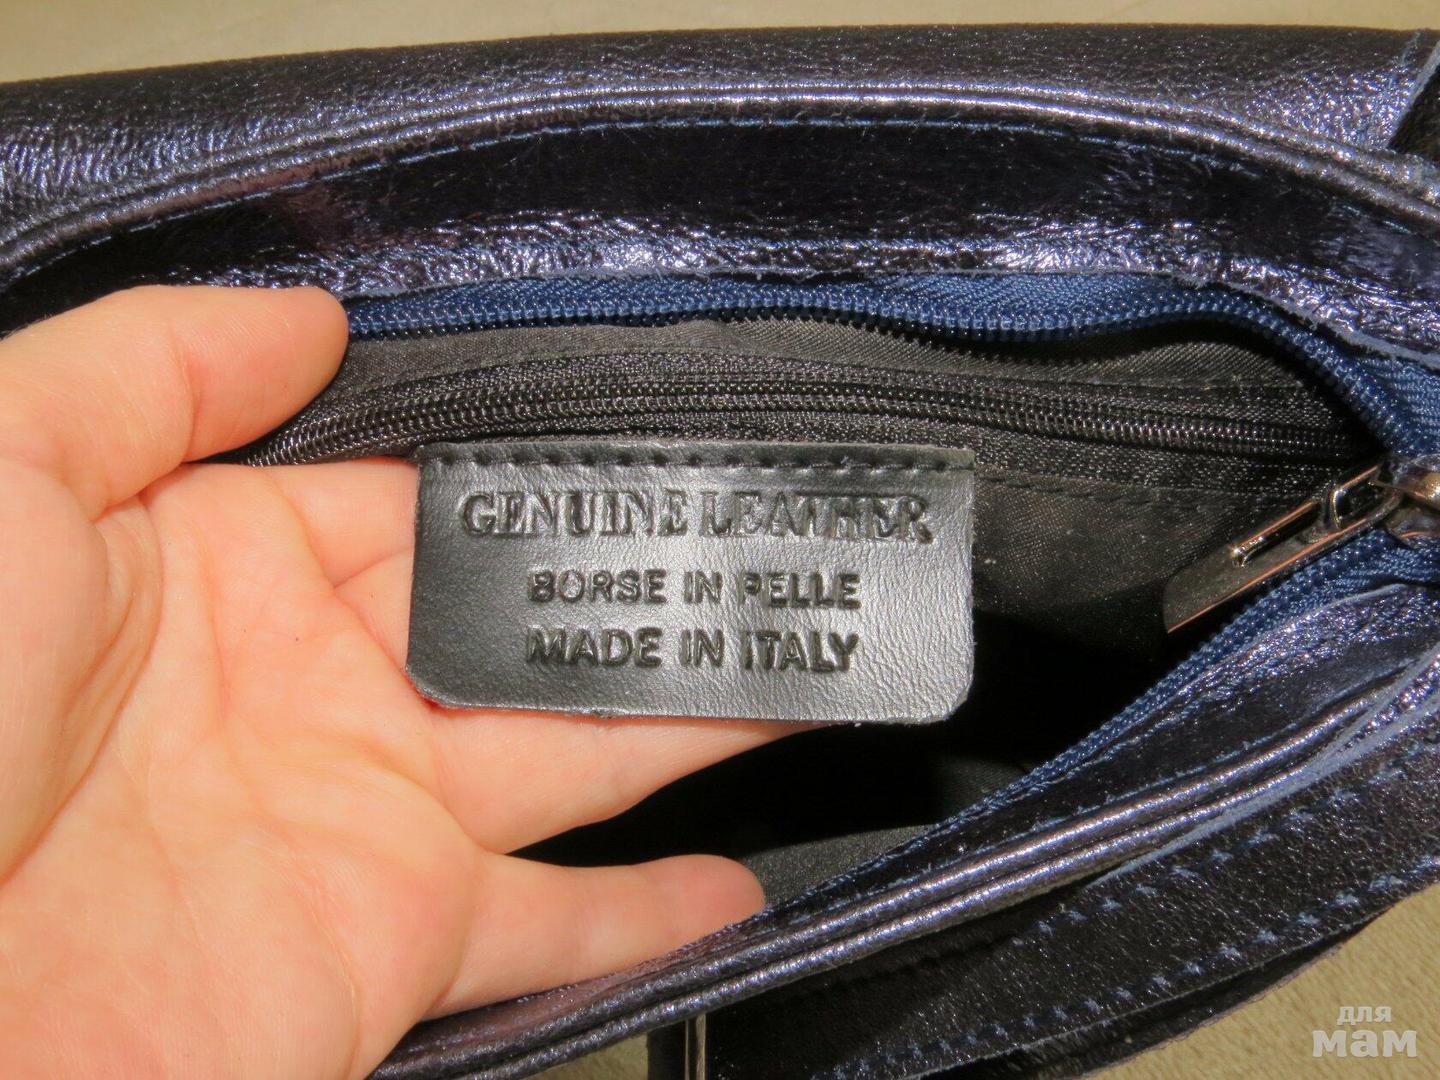 GENUINE LEATHER
BORSE IN PELLE
MADE IN ITALY
для
мам